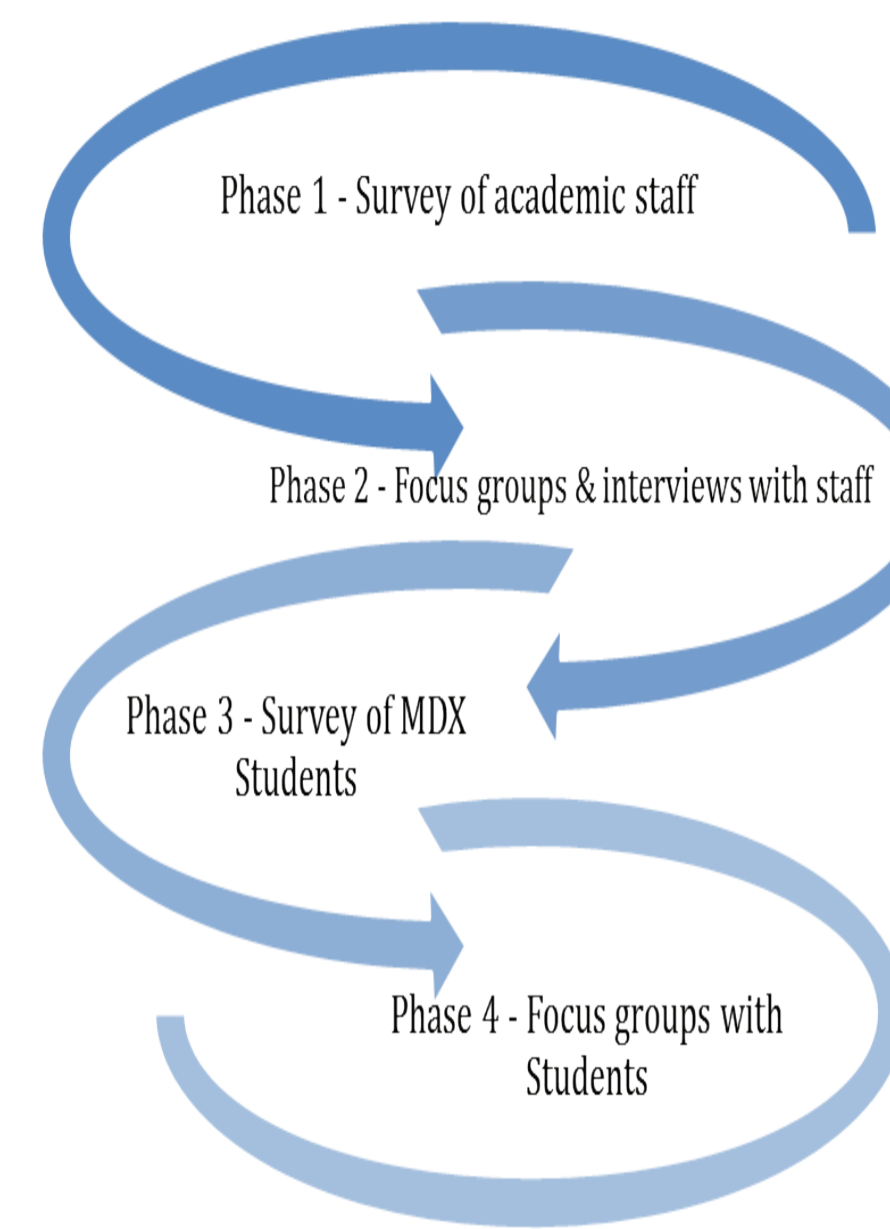 Phase 1 - Survey of academic staff
Phase 2 - Focus groups & interviews with staff
Phase 3 - Survey of MDX
Students
Phase 4 - Focus groups with
Students